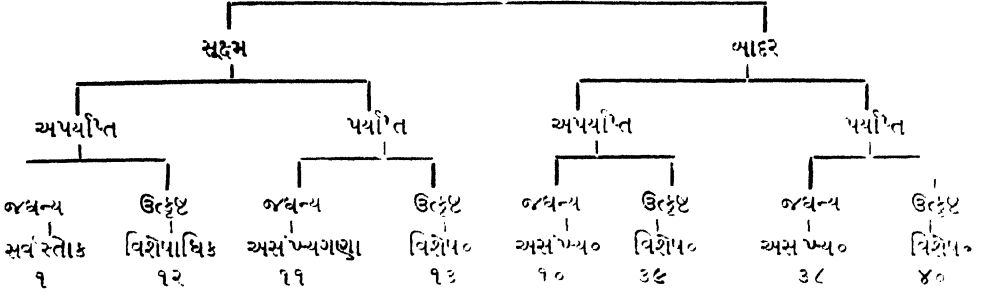 સૂક્ષ્મ બાદર
અપર્યાપ્ત પર્યાપ્ત અપર્યાપ્ત પર્યાપ્ત
જઘન્ય ઉત્કૃષ્ટ જઘન્ય ઉત્કૃષ્ટ જઘન્ય ઉત્કૃષ્ટ જઘન્ય ઉત્કૃષ્ટ
સર્વસ્તોક વિશેષાધિક અસંખ્યગણા વિશેષ૦ અસંખ્ય૦ વિશેષ૦ અસંખ્ય૦ વિશેષ૦
૧ ૧૨ ૧૧ ૧૩ ૧૦ ૩૯ ૩૮ ૪૦